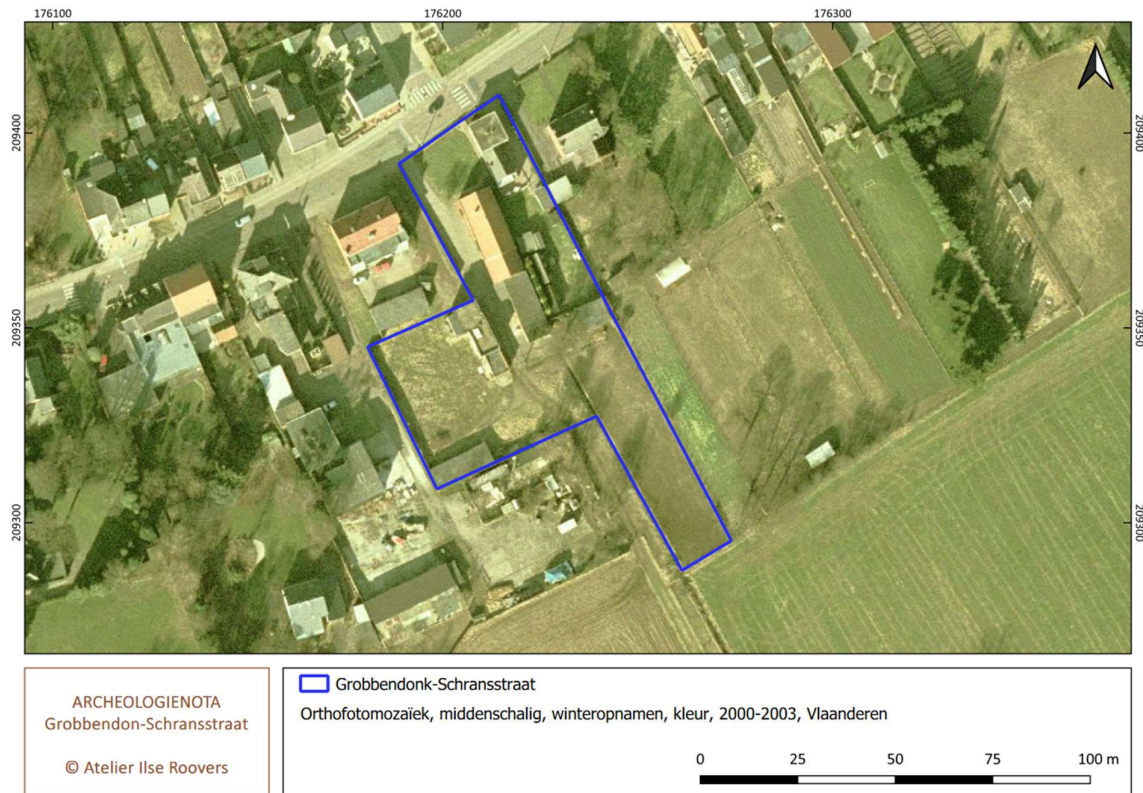 176100
176200
176300
209400
209400
209350
209350
209300
209300
ARCHEOLOGIENOTA
Grobbendon-Schransstraat
© Atelier Ilse Roovers
Grobbendonk-Schransstraat
Orthofotomozaïek, middenschalig, winteropnamen, kleur, 2000-2003, Vlaanderen
0 25 50 75 100 m